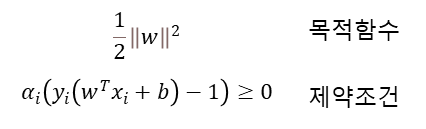 1/2 ‖w‖² 목적함수
αᵢ(yᵢ(wᵀxᵢ + b) − 1) ≥ 0 제약조건